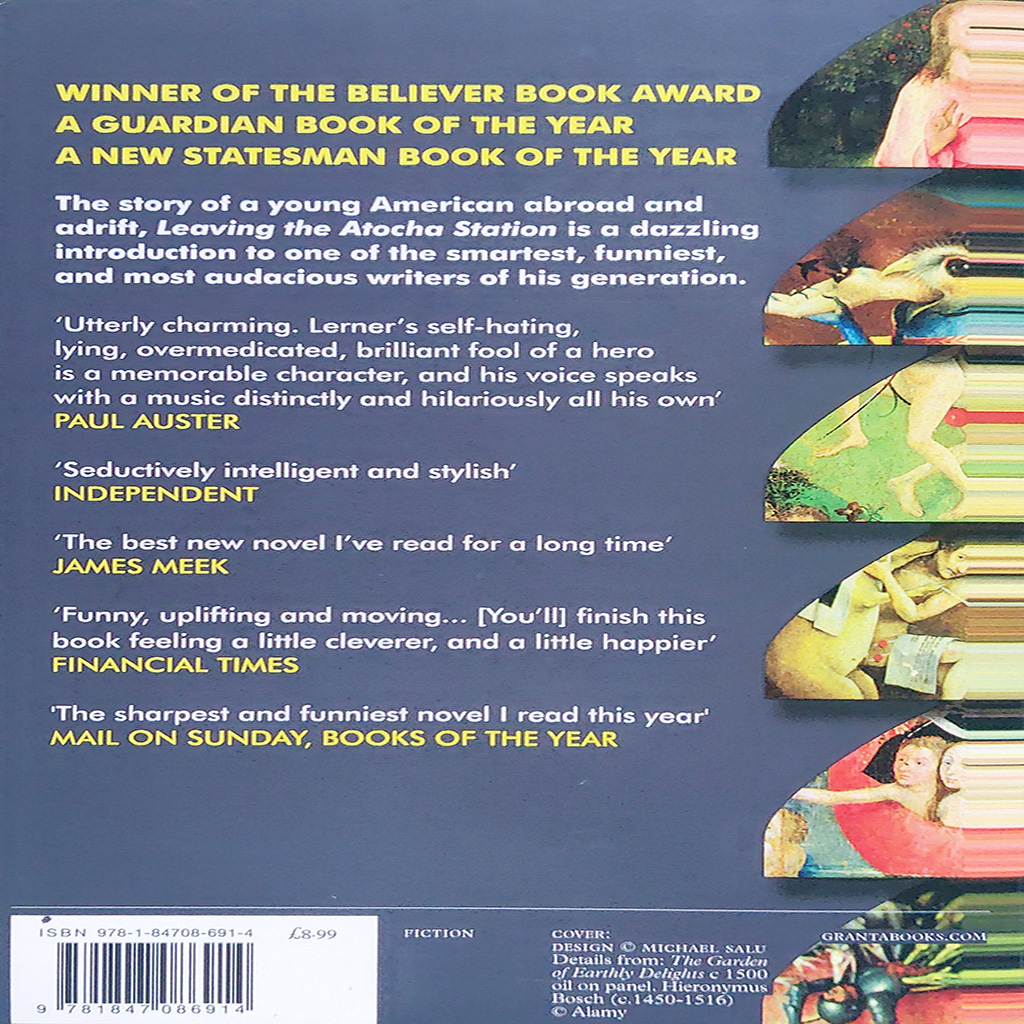 WINNER OF THE BELIEVER BOOK AWARD
A GUARDIAN BOOK OF THE YEAR
A NEW STATESMAN BOOK OF THE YEAR
The story of a young American abroad and
adrift, Leaving the Atocha Station is a dazzling
introduction to one of the smartest, funniest,
and most audacious writers of his generation.
‘Utterly charming. Lerner’s self-hating,
lying, overmedicated, brilliant fool of a hero
is a memorable character, and his voice speaks
with a music distinctly and hilariously all his own’
PAUL AUSTER
‘Seductively intelligent and stylish’
INDEPENDENT
‘The best new novel I’ve read for a long time’
JAMES MEEK
‘Funny, uplifting and moving... [You’ll] finish this
book feeling a little cleverer, and a little happier’
FINANCIAL TIMES
'The sharpest and funniest novel I read this year'
MAIL ON SUNDAY, BOOKS OF THE YEAR
ISBN 978-1-84708-691-4 £8-99
9 781847 086914
FICTION
COVER:
DESIGN © MICHAEL SALU
Details from: The Garden
of Earthly Delights c 1500
oil on panel. Hieronymus
Bosch (c.1450-1516)
© Alamy
GRANTABOOKS.COM